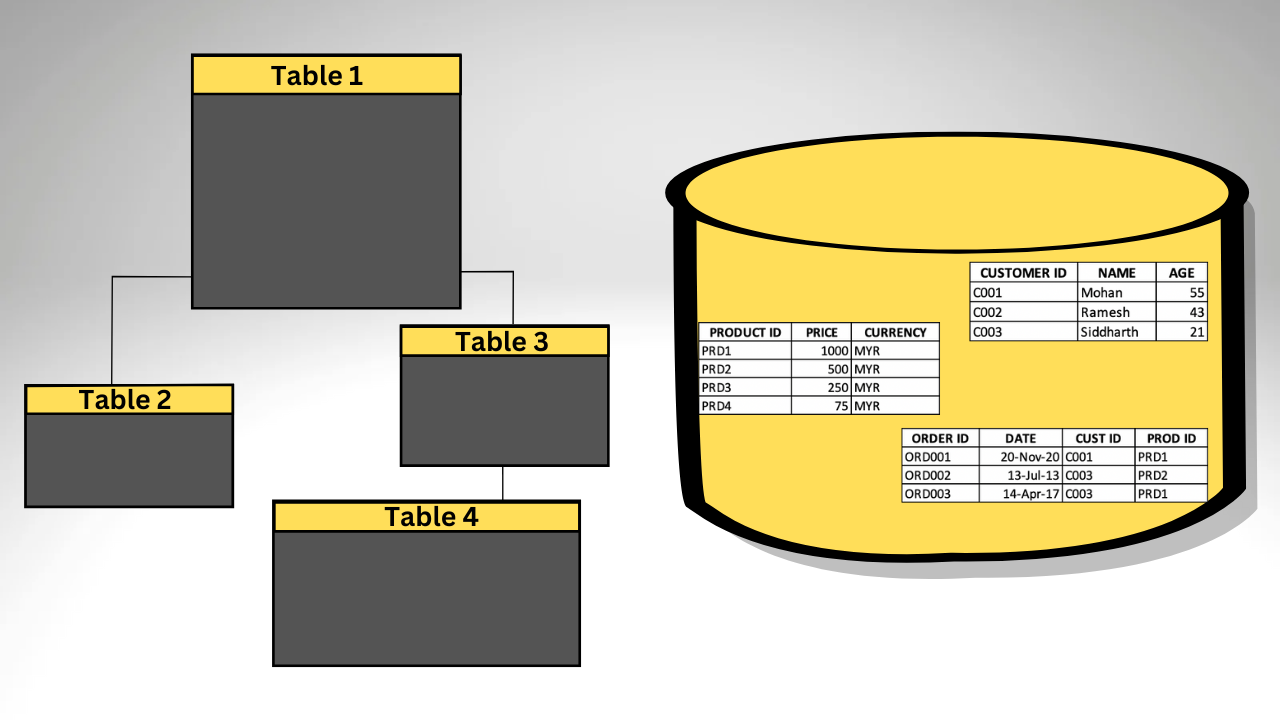 Table 1
Table 2
Table 3
Table 4
CUSTOMER ID NAME AGE
C001 Mohan 55
C002 Ramesh 43
C003 Siddharth 21
PRODUCT ID PRICE CURRENCY
PRD1 1000 MYR
PRD2 500 MYR
PRD3 250 MYR
PRD4 75 MYR
ORDER ID DATE CUST ID PROD ID
ORD001 20-Nov-20 C001 PRD1
ORD002 13-Jul-13 C003 PRD2
ORD003 14-Apr-17 C003 PRD1